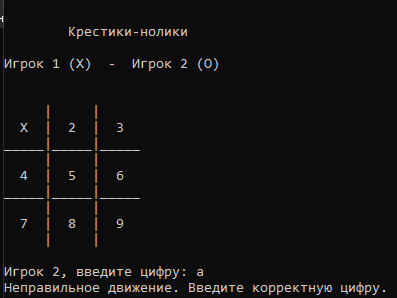 Крестики-нолики
Игрок 1 (X) - Игрок 2 (O)
X | 2 | 3
4 | 5 | 6
7 | 8 | 9
Игрок 2, введите цифру: a
Неправильное движение. Введите корректную цифру.